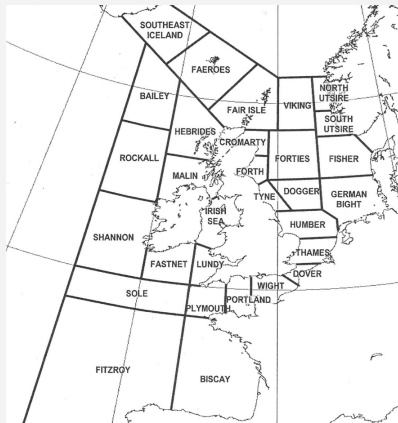 SOUTHEAST
ICELAND
FAEROES
BAILEY
FAIR ISLE
VIKING
NORTH
UTSIRE
SOUTH
UTSIRE
HEBRIDES
CROMARTY
ROCKALL
MALIN
FORTH
FORTIES
FISHER
TYNE
DOGGER
GERMAN
BIGHT
IRISH
SEA
SHANNON
HUMBER
FASTNET
LUNDY
THAMES
DOVER
SOLE
WIGHT
PLYMOUTH
PORTLAND
FITZROY
BISCAY